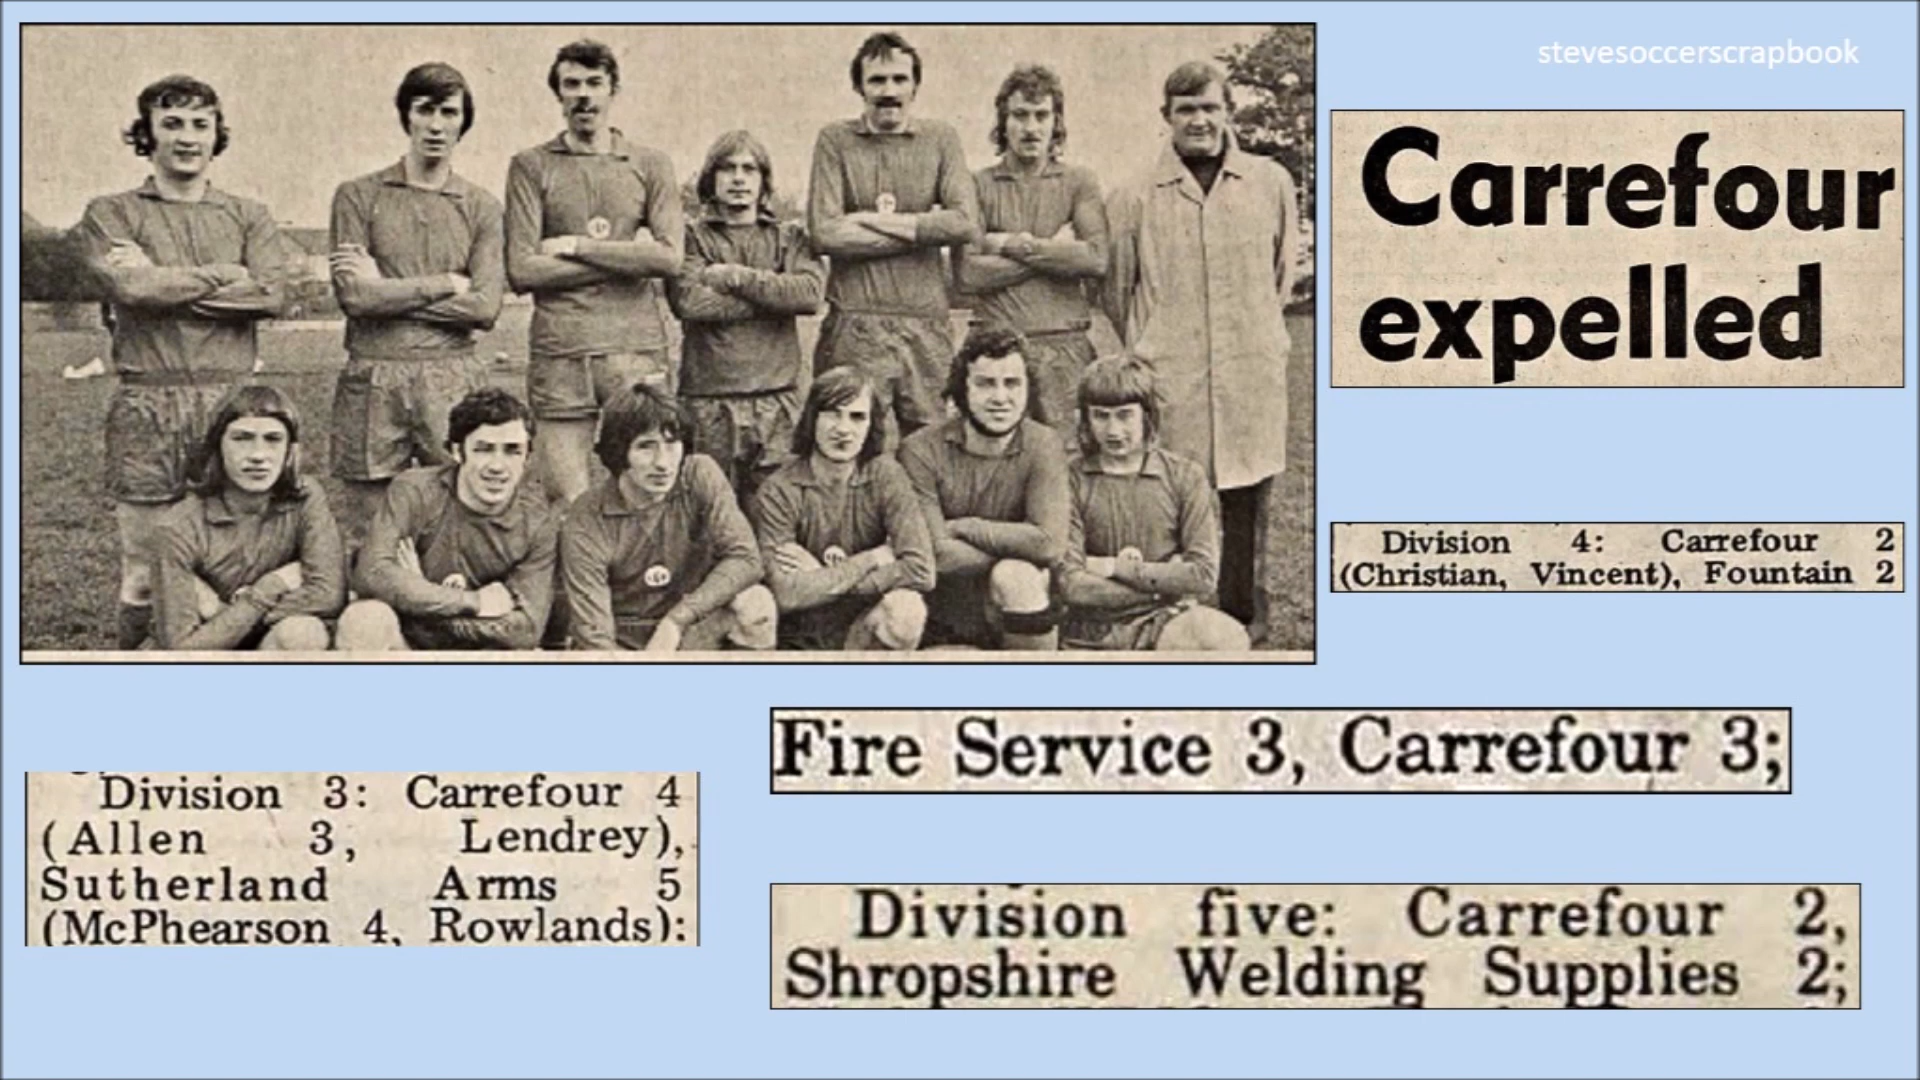 stevesoccerscrapbook
Carrefour
expelled
Division 4: Carrefour 2
(Christian, Vincent), Fountain 2
Fire Service 3, Carrefour 3;
Division 3: Carrefour 4
(Allen 3, Lendrey),
Sutherland Arms 5
(McPhearson 4, Rowlands):
Division five: Carrefour 2,
Shropshire Welding Supplies 2;